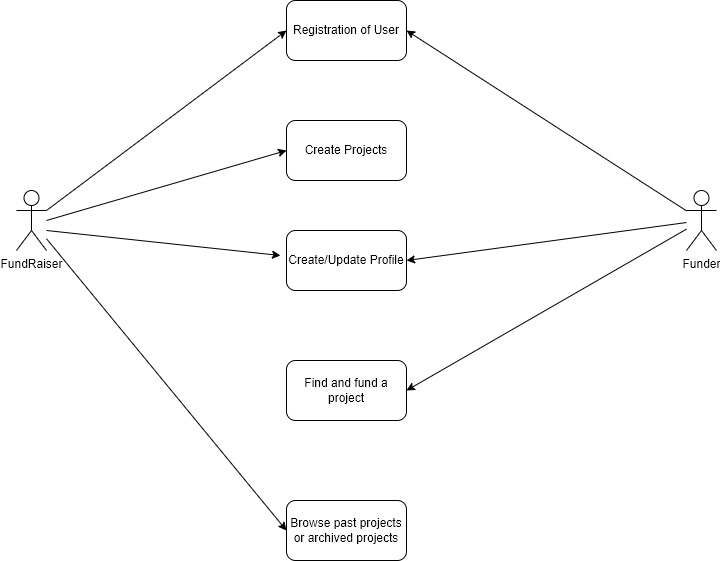 Registration of User
Create Projects
FundRaiser
Create/Update Profile
Funder
Find and fund a
project
Browse past projects
or archived projects